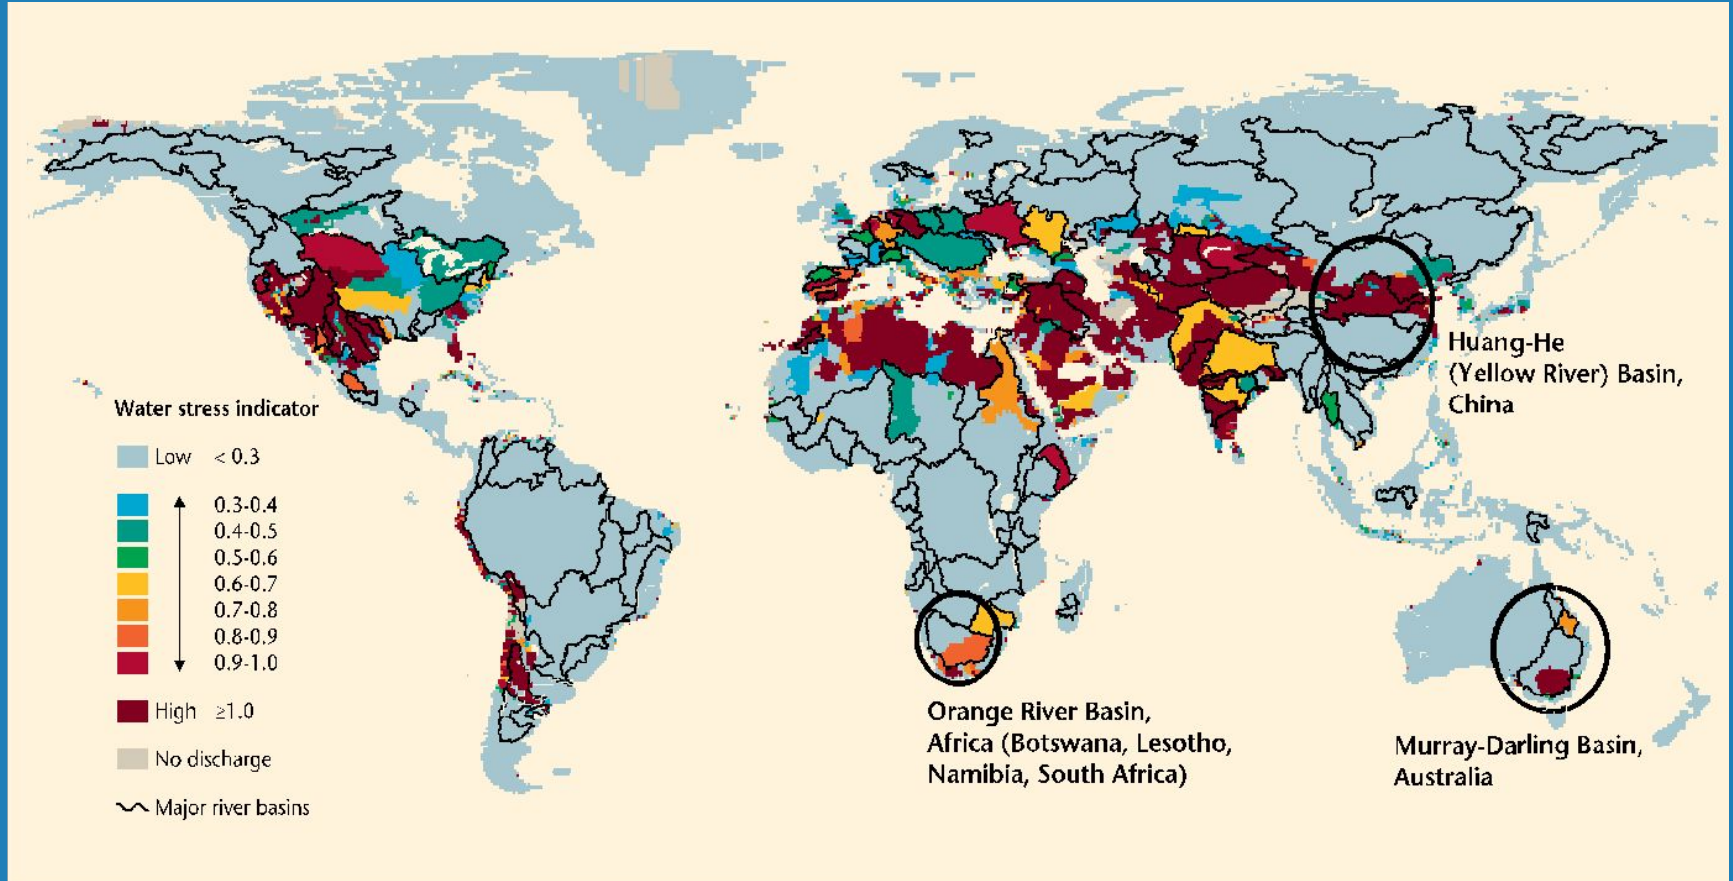 Huang-He
(Yellow River) Basin,
China
Water stress indicator
Low < 0.3
0.3-0.4
0.4-0.5
0.5-0.6
0.6-0.7
0.7-0.8
0.8-0.9
0.9-1.0
High ≥1.0
No discharge
Major river basins
Orange River Basin,
Africa (Botswana, Lesotho,
Namibia, South Africa)
Murray-Darling Basin,
Australia